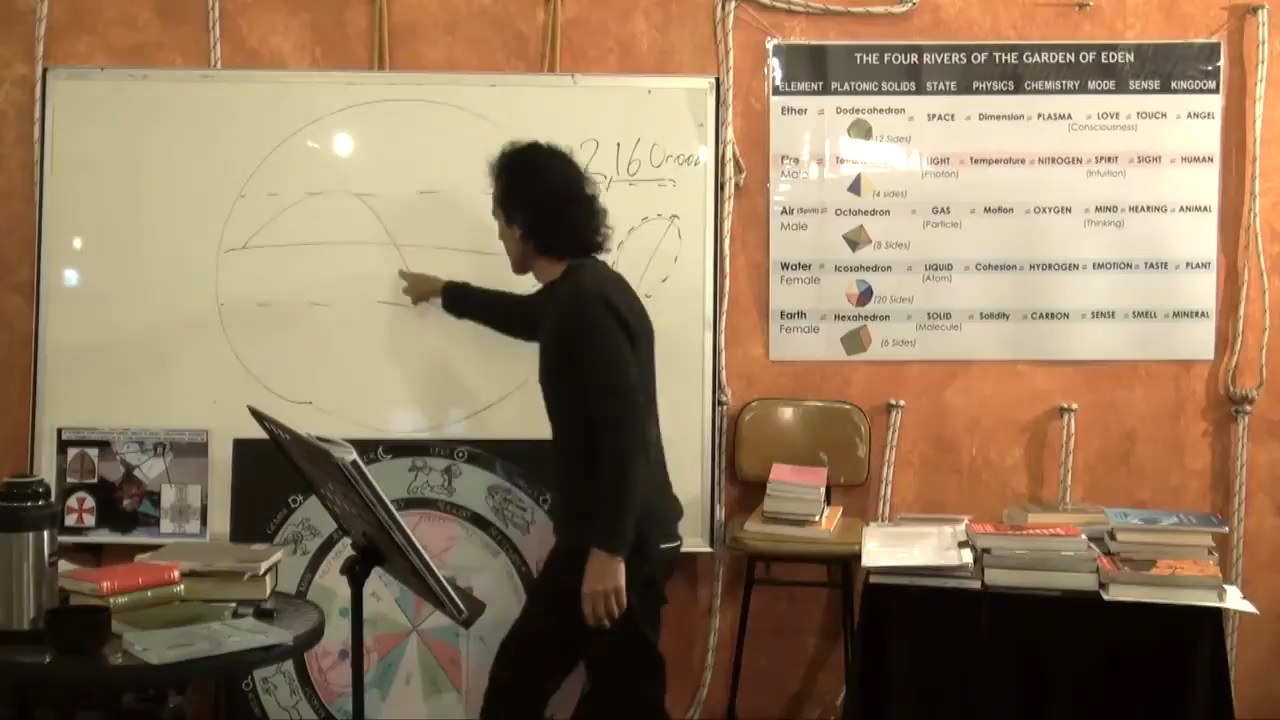 2,160
THE FOUR RIVERS OF THE GARDEN OF EDEN
ELEMENT PLATONIC SOLIDS STATE PHYSICS CHEMISTRY MODE SENSE KINGDOM
Ether = Dodecahedron = SPACE = Dimension = PLASMA = LOVE = TOUCH = ANGEL
(12 Sides) (Consciousness)
Fire = LIGHT = Temperature = NITROGEN = SPIRIT = SIGHT = HUMAN
Male (4 sides) (Photon) (Intuition)
Air (Spirit) = Octahedron = GAS = Motion = OXYGEN = MIND = HEARING = ANIMAL
Male (8 Sides) (Particle) (Thinking)
Water = Icosahedron = LIQUID = Cohesion = HYDROGEN = EMOTION = TASTE = PLANT
Female (20 Sides) (Atom)
Earth = Hexahedron = SOLID = Solidity = CARBON = SENSE = SMELL = MINERAL
Female (6 Sides) (Molecule)
LEO
AUGUST